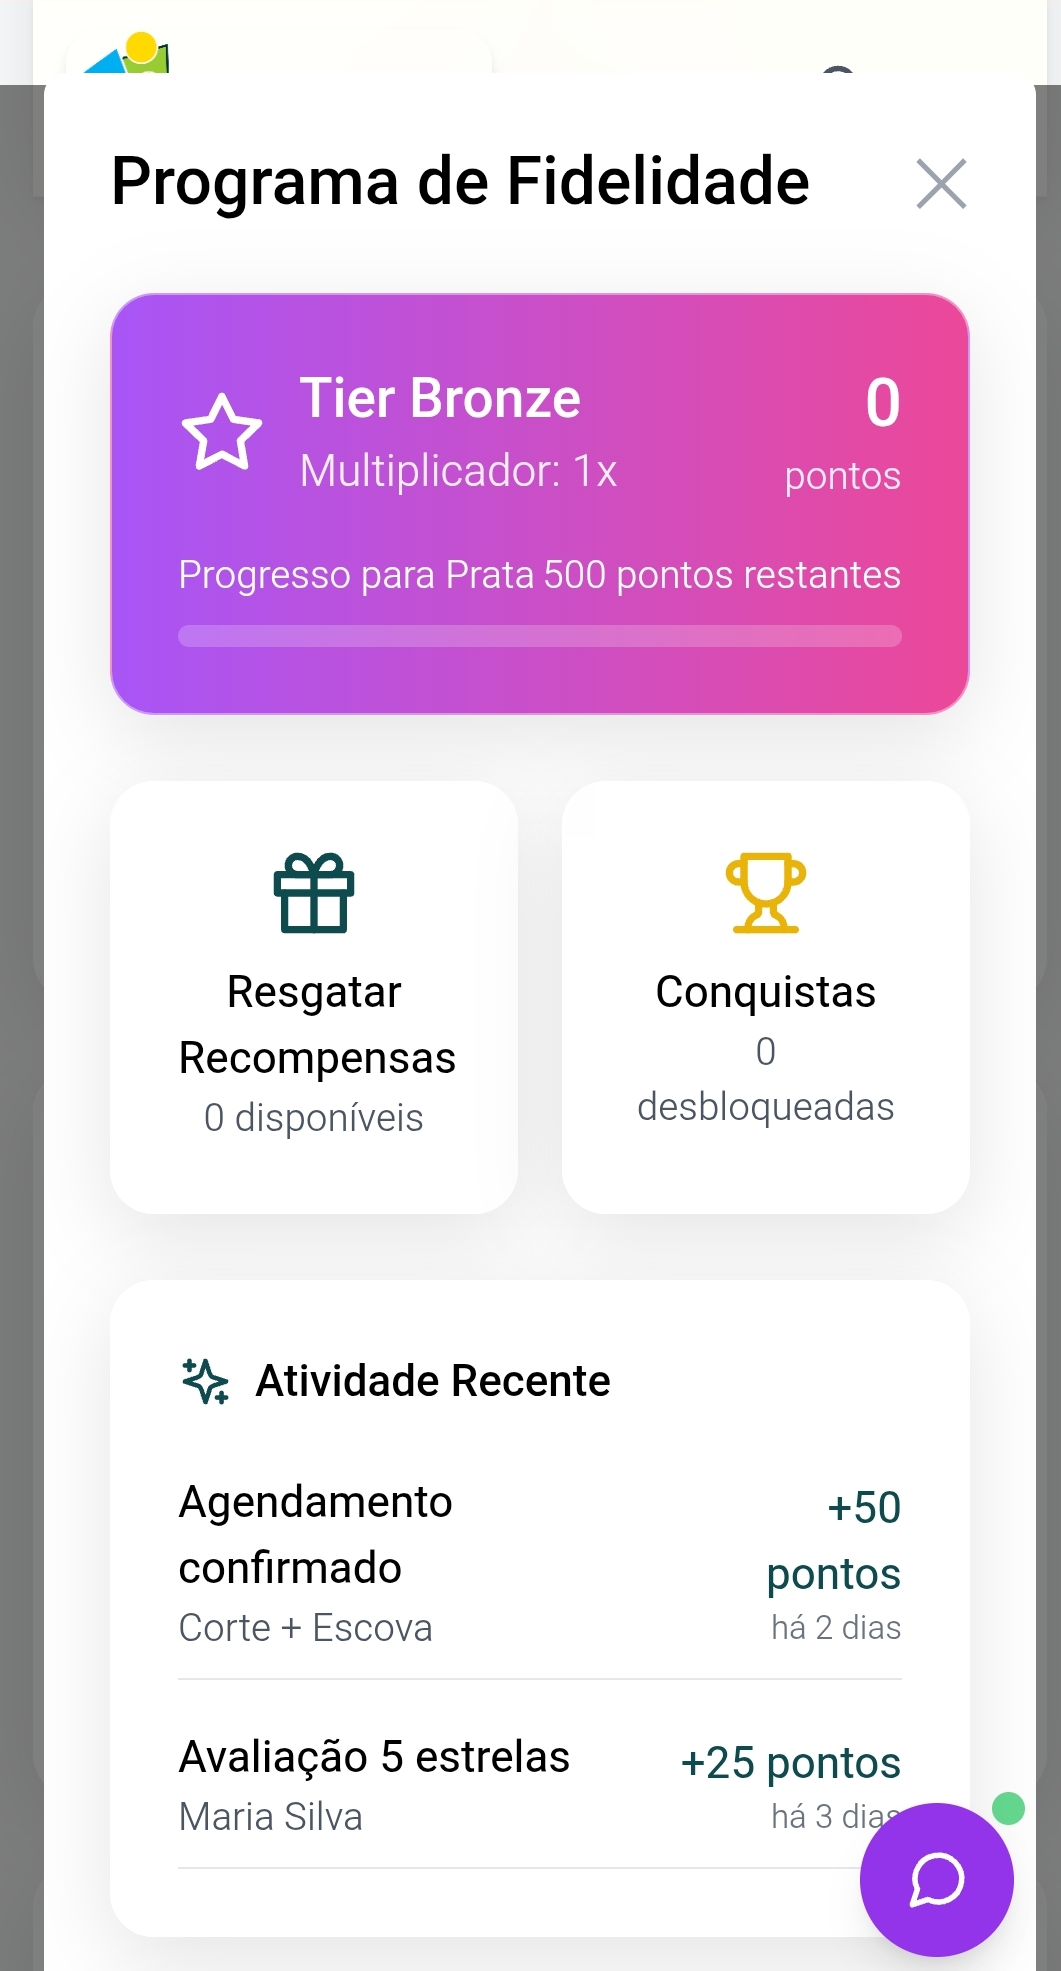 Programa de Fidelidade
Tier Bronze
0
Multiplicador: 1x
pontos
Progresso para Prata 500 pontos restantes
Resgatar
Recompensas
0 disponíveis
Conquistas
0
desbloqueadas
Atividade Recente
Agendamento
confirmado
Corte + Escova
+50
pontos
há 2 dias
Avaliação 5 estrelas
Maria Silva
+25 pontos
há 3 dias